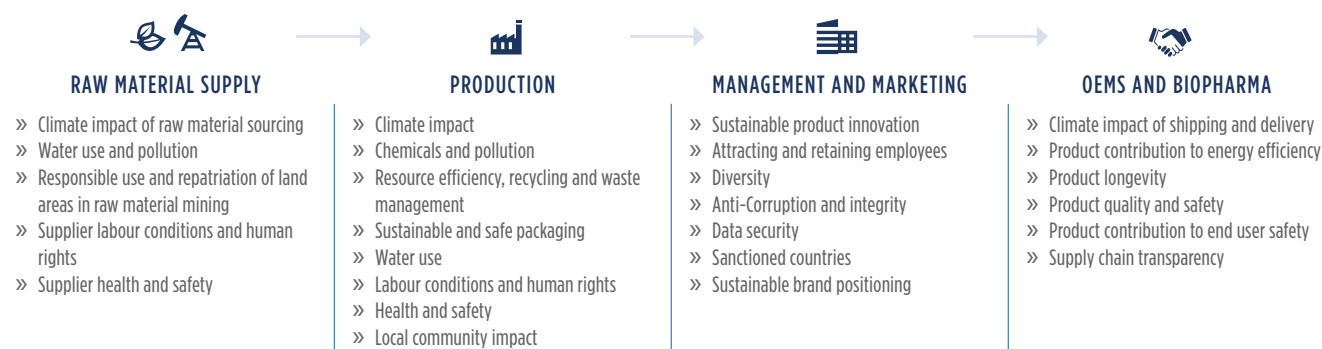 RAW MATERIAL SUPPLY
» Climate impact of raw material sourcing
» Water use and pollution
» Responsible use and repatriation of land
areas in raw material mining
» Supplier labour conditions and human
rights
» Supplier health and safety
PRODUCTION
» Climate impact
» Chemicals and pollution
» Resource efficiency, recycling and waste
management
» Sustainable and safe packaging
» Water use
» Labour conditions and human rights
» Health and safety
» Local community impact
MANAGEMENT AND MARKETING
» Sustainable product innovation
» Attracting and retaining employees
» Diversity
» Anti-Corruption and integrity
» Data security
» Sanctioned countries
» Sustainable brand positioning
OEMS AND BIOPHARMA
» Climate impact of shipping and delivery
» Product contribution to energy efficiency
» Product longevity
» Product quality and safety
» Product contribution to end user safety
» Supply chain transparency